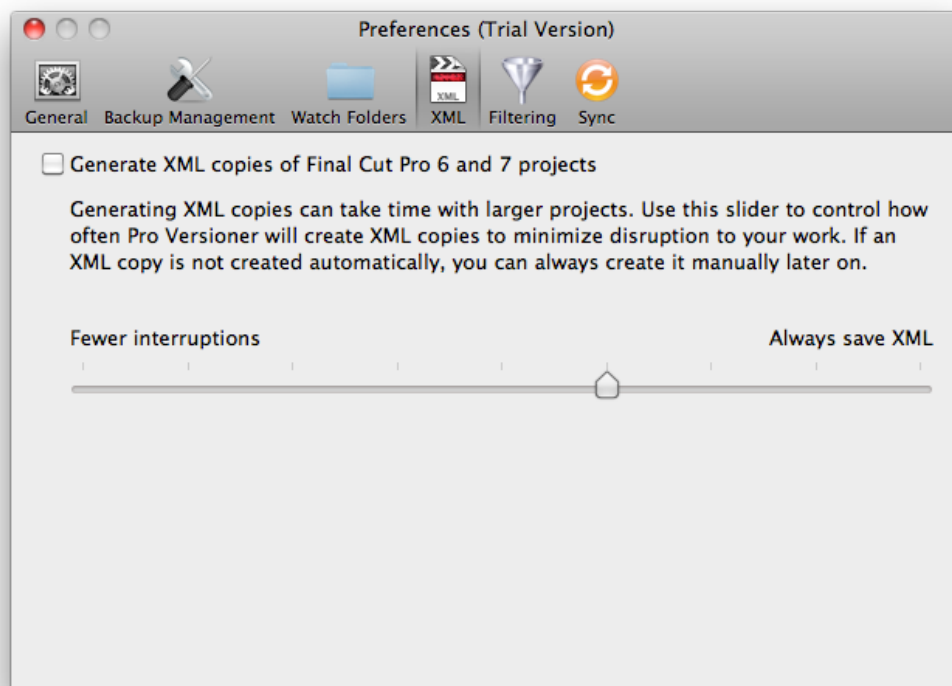 Preferences (Trial Version)
General Backup Management Watch Folders XML Filtering Sync
XML
Generate XML copies of Final Cut Pro 6 and 7 projects
Generating XML copies can take time with larger projects. Use this slider to control how
often Pro Versioner will create XML copies to minimize disruption to your work. If an
XML copy is not created automatically, you can always create it manually later on.
Fewer interruptions Always save XML